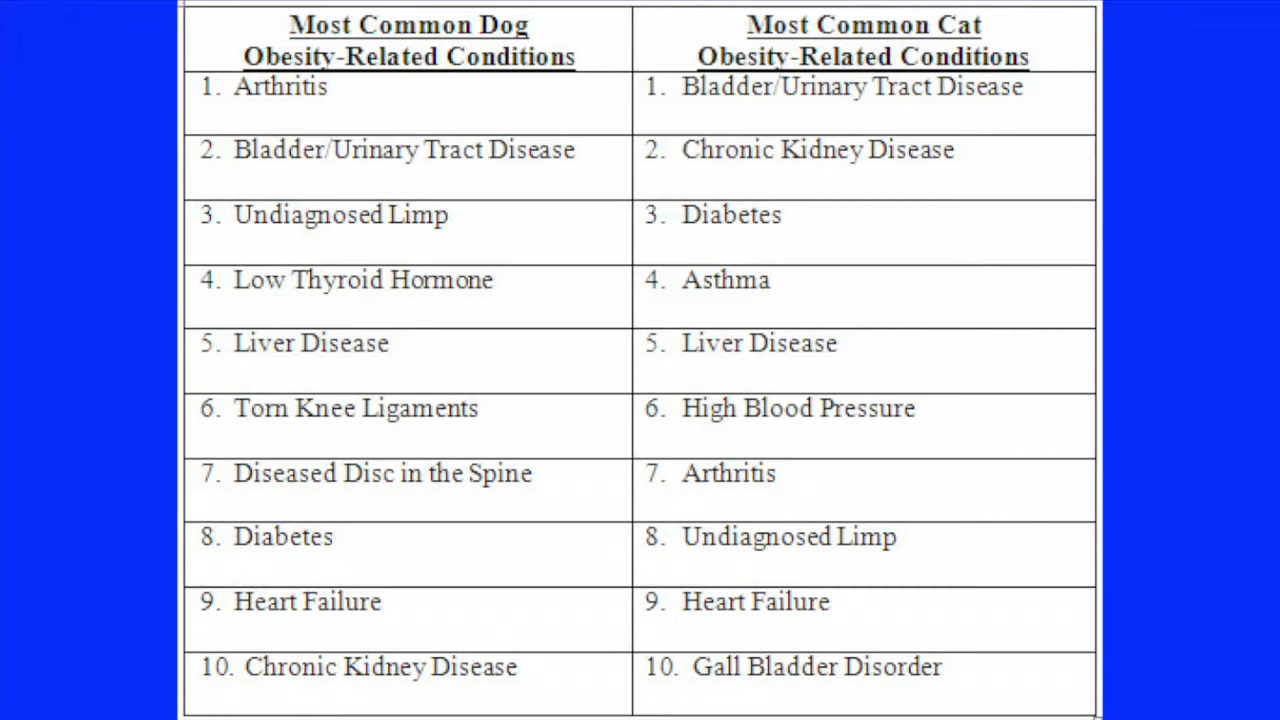 Most Common Dog
Obesity-Related Conditions
Most Common Cat
Obesity-Related Conditions
1. Arthritis
1. Bladder/Urinary Tract Disease
2. Bladder/Urinary Tract Disease
2. Chronic Kidney Disease
3. Undiagnosed Limp
3. Diabetes
4. Low Thyroid Hormone
4. Asthma
5. Liver Disease
5. Liver Disease
6. Torn Knee Ligaments
6. High Blood Pressure
7. Diseased Disc in the Spine
7. Arthritis
8. Diabetes
8. Undiagnosed Limp
9. Heart Failure
9. Heart Failure
10. Chronic Kidney Disease
10. Gall Bladder Disorder